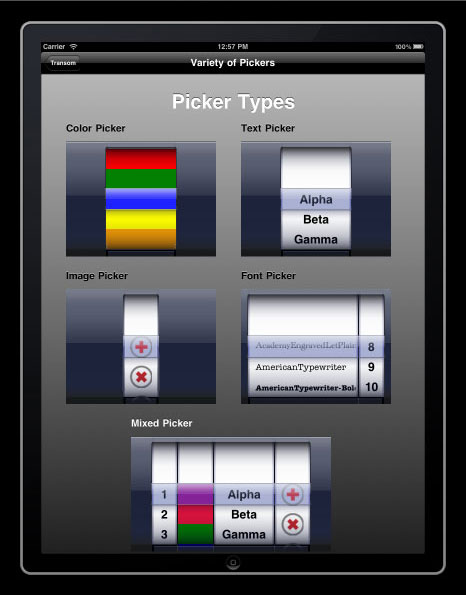 Carrier 12:57 PM 100%
Transom Variety of Pickers
Picker Types
Color Picker Text Picker
Alpha
Beta
Gamma
Image Picker Font Picker
AcademyEngravedLetPlain 8
AmericanTypewriter 9
AmericanTypewriter-Bold 10
Mixed Picker
1 Alpha
2 Beta
3 Gamma